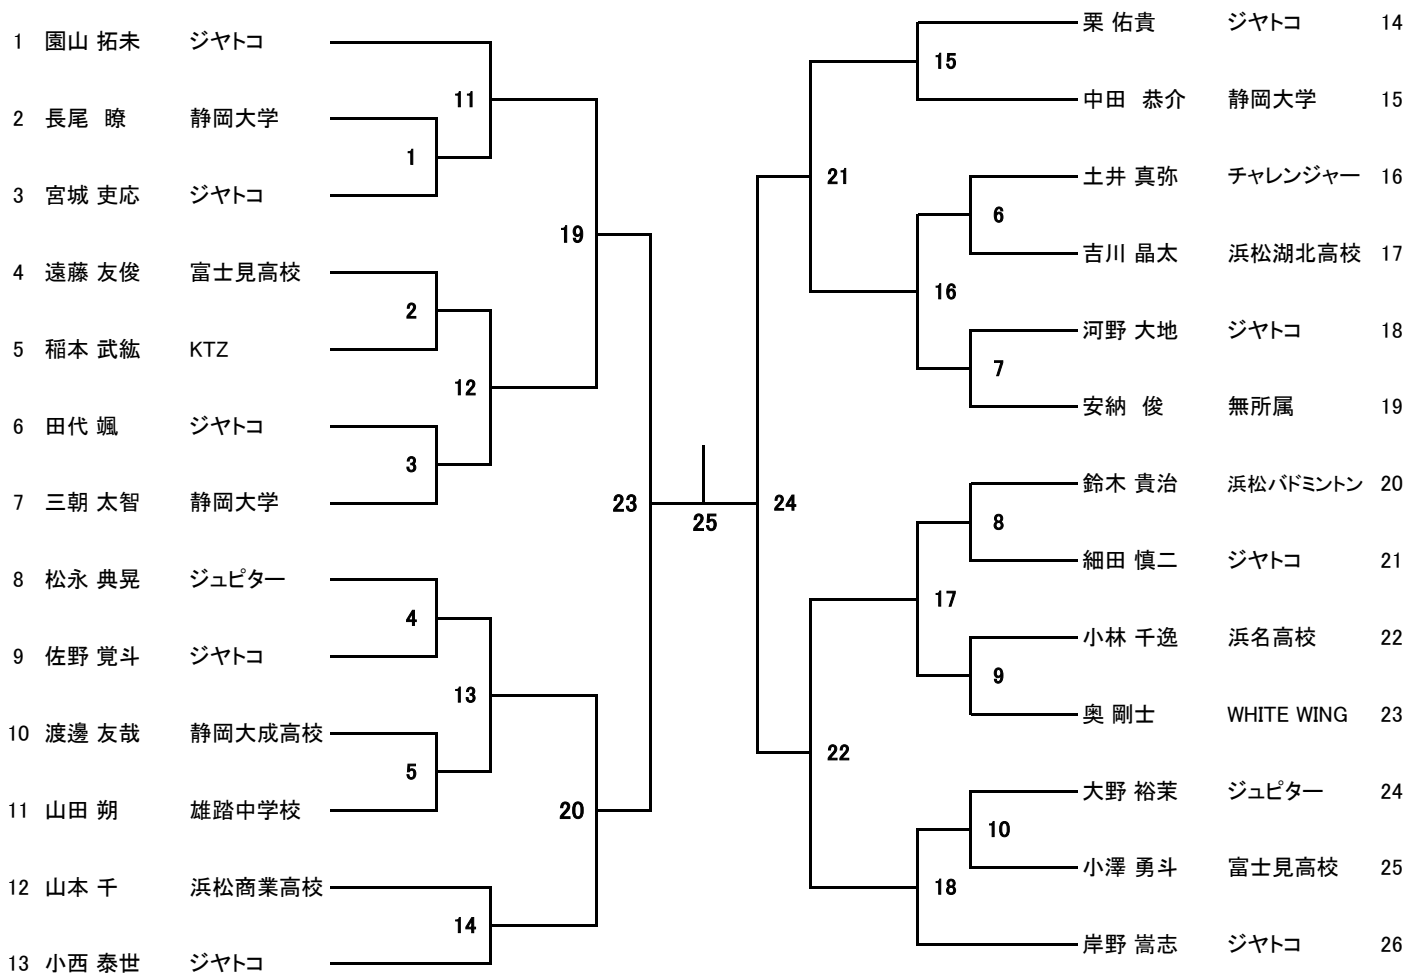 1 園山 拓未 ジヤトコ
2 長尾 瞭 静岡大学
3 宮城 吏応 ジヤトコ
4 遠藤 友俊 富士見高校
5 稲本 武紘 KTZ
6 田代 颯 ジヤトコ
7 三朝 太智 静岡大学
8 松永 典晃 ジュピター
9 佐野 覚斗 ジヤトコ
10 渡邊 友哉 静岡大成高校
11 山田 朔 雄踏中学校
12 山本 千 浜松商業高校
13 小西 泰世 ジヤトコ
11
1
19
2
12
3
23
4
13
5
20
14
25
24
15
21
6
16
7
8
17
9
22
10
18
栗 佑貴 ジヤトコ 14
中田 恭介 静岡大学 15
土井 真弥 チャレンジャー 16
吉川 晶太 浜松湖北高校 17
河野 大地 ジヤトコ 18
安納 俊 無所属 19
鈴木 貴治 浜松バドミントン 20
細田 慎二 ジヤトコ 21
小林 千逸 浜名高校 22
奥 剛士 WHITE WING 23
大野 裕茉 ジュピター 24
小澤 勇斗 富士見高校 25
岸野 嵩志 ジヤトコ 26